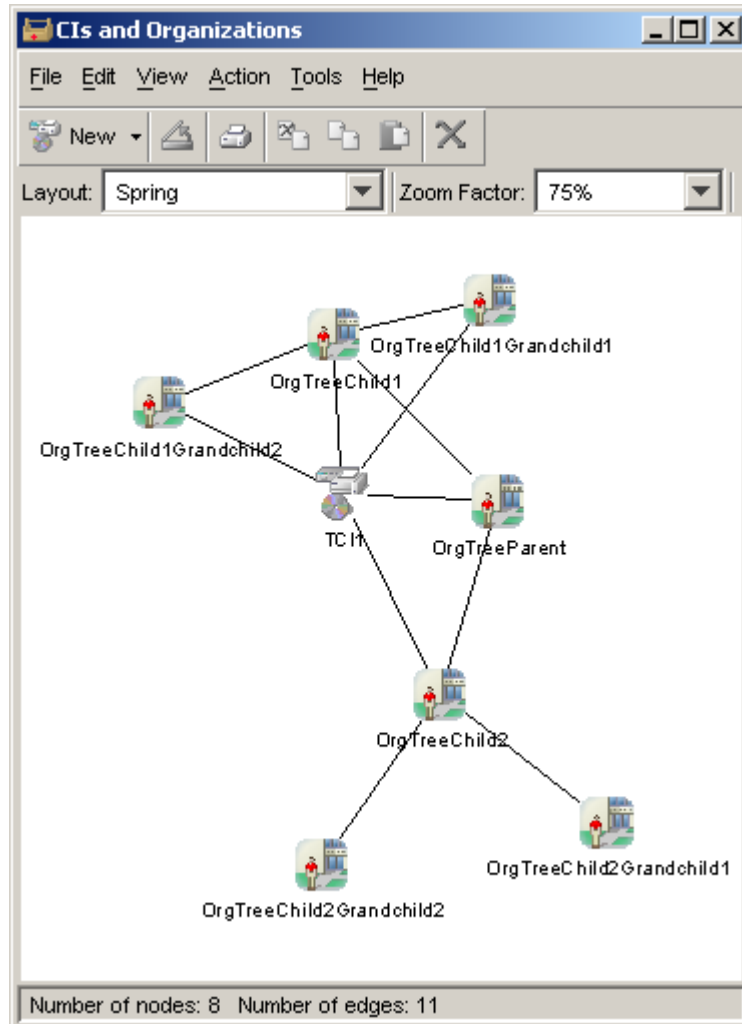 CIs and Organizations
File Edit View Action Tools Help
New
Layout: Spring Zoom Factor: 75%
OrgTreeChild1Grandchild1
OrgTreeChild1
OrgTreeChild1Grandchild2
TCI1
OrgTreeParent
OrgTreeChild2
OrgTreeChild2Grandchild1
OrgTreeChild2Grandchild2
Number of nodes: 8 Number of edges: 11